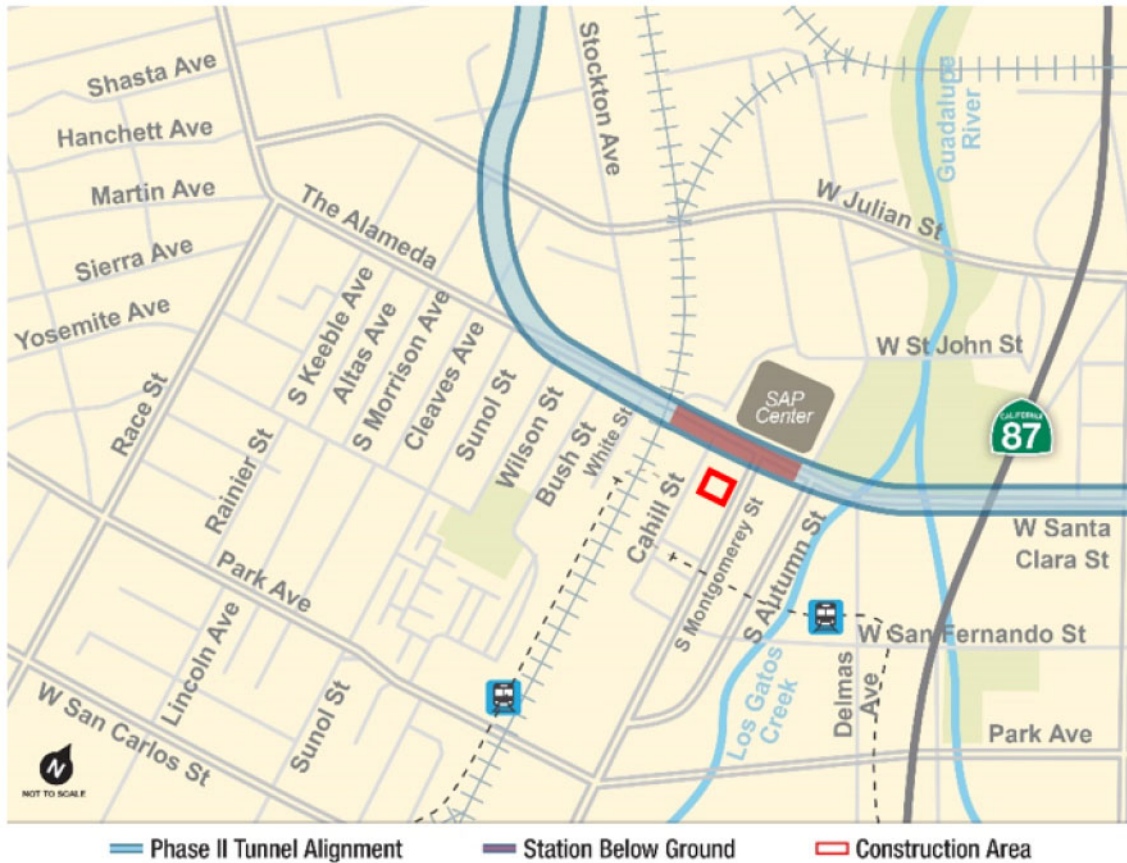 Shasta Ave
Hanchett Ave
Martin Ave
Sierra Ave
Yosemite Ave
Race St
The Alameda
Stockton Ave
Guadalupe
River
W Julian St
W St John St
SAP
Center
CALIFORNIA
87
S Keeble Ave
Altas Ave
S Morrison Ave
Cleaves Ave
Sunol St
Wilson St
Bush St
White St
Rainier St
Cahill St
S Montgomerey St
S Autumn St
W Santa
Clara St
W San Fernando St
Delmas
Ave
Los Gatos
Creek
Park Ave
Park Ave
Lincoln Ave
Sunol St
W San Carlos St
N
NOT TO SCALE
Phase II Tunnel Alignment
Station Below Ground
Construction Area